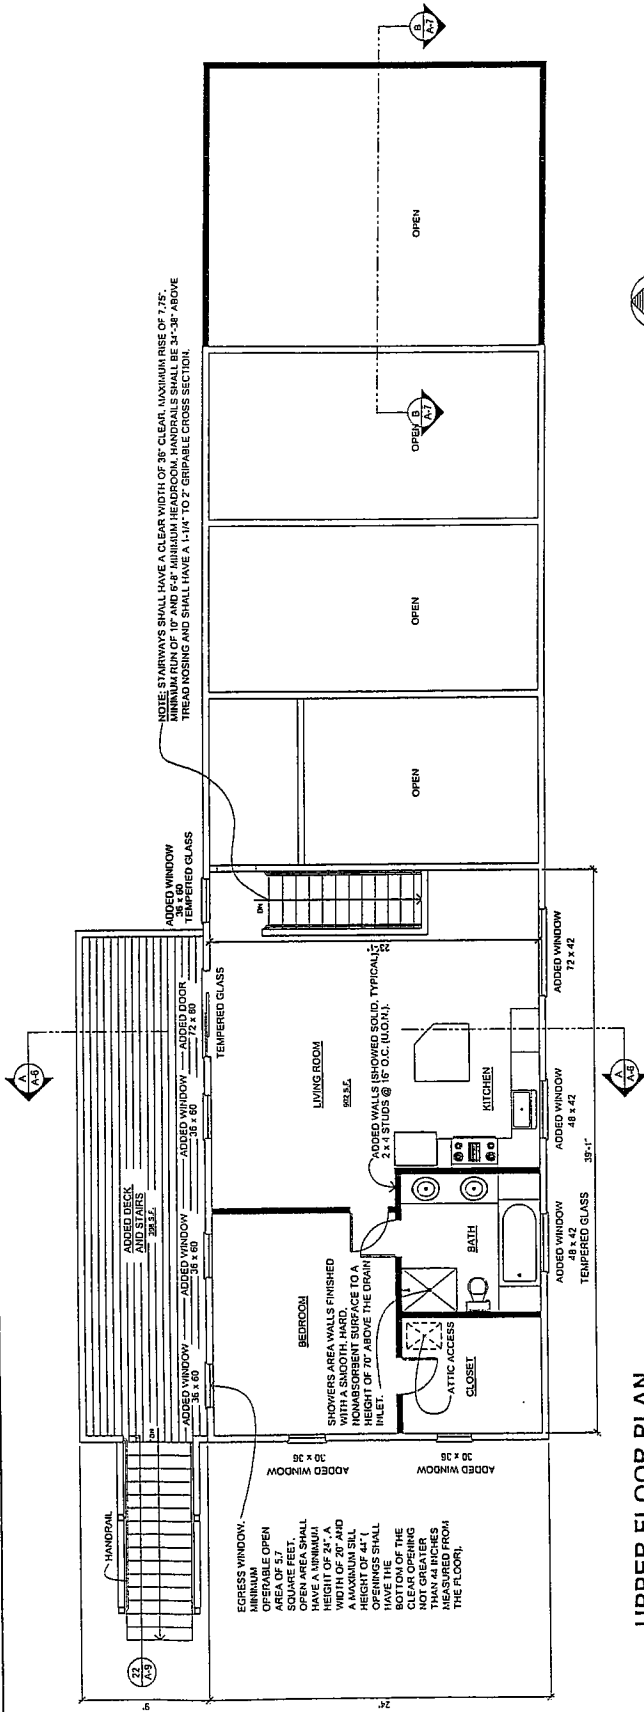 B
A-7
OPEN
NOTE: STAIRWAYS SHALL HAVE A CLEAR WIDTH OF 36" CLEAR, MAXIMUM RISE OF 7.75",
MINIMUM RUN OF 10" AND 6'-8" MINIMUM HEADROOM. HANDRAILS SHALL BE 34"-38" ABOVE
TREAD NOSING AND SHALL HAVE A 1-1/4" TO 2" GRIPABLE CROSS SECTION.
OPEN
B
A-7
OPEN
OPEN
ADDED WINDOW
36 x 60
TEMPERED GLASS
DN
ADDED DOOR
72 x 80
TEMPERED GLASS
A
A-6
ADDED DECK
AND STAIRS
ADDED WINDOW
36 x 60
ADDED WINDOW
36 x 60
ADDED WINDOW
36 x 60
DN
LIVING ROOM
902 S.F.
ADDED WALLS (SHOWED SOLID, TYPICAL)
2 x 4 STUDS @ 16" O.C. (U.O.N.).
KITCHEN
ADDED WINDOW
72 x 42
A
A-6
ADDED WINDOW
48 x 42
39'-1"
ADDED WINDOW
48 x 42
TEMPERED GLASS
BATH
BEDROOM
SHOWERS AREA WALLS FINISHED
WITH A SMOOTH, HARD,
NONABSORBENT SURFACE TO A
HEIGHT OF 70" ABOVE THE DRAIN
INLET.
ATTIC ACCESS
CLOSET
ADDED WINDOW
30 x 36
ADDED WINDOW
30 x 36
HANDRAIL
EGRESS WINDOW.
MINIMUM
OPERABLE OPEN
AREA OF 5.7
SQUARE FEET.
OPEN AREA SHALL
HAVE A MINIMUM
HEIGHT OF 24", A
WIDTH OF 20" AND
A MAXIMUM SILL
HEIGHT OF 44" (
OPENINGS SHALL
HAVE THE
BOTTOM OF THE
CLEAR OPENING
NOT GREATER
THAN 44 INCHES
MEASURED FROM
THE FLOOR).
22
A-9
9'
24'
UPPER FLOOR PLAN